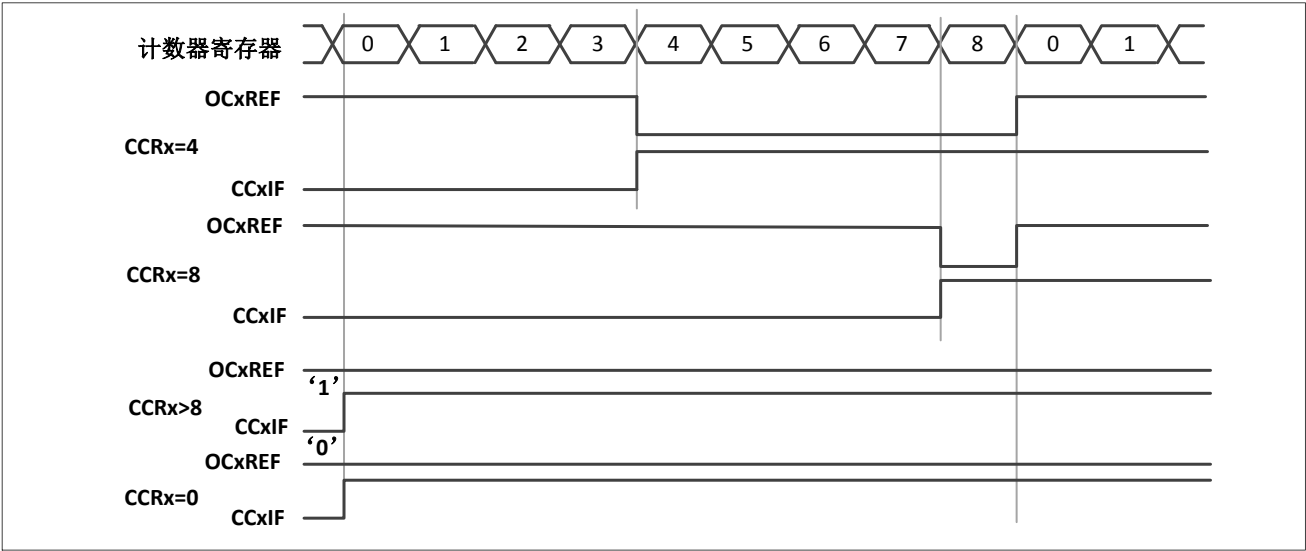 计数器寄存器 0 1 2 3 4 5 6 7 8 0 1
OCxREF
CCRx=4
CCxIF
OCxREF
CCRx=8
CCxIF
OCxREF
‘1’
CCRx>8
CCxIF
‘0’
OCxREF
CCRx=0
CCxIF